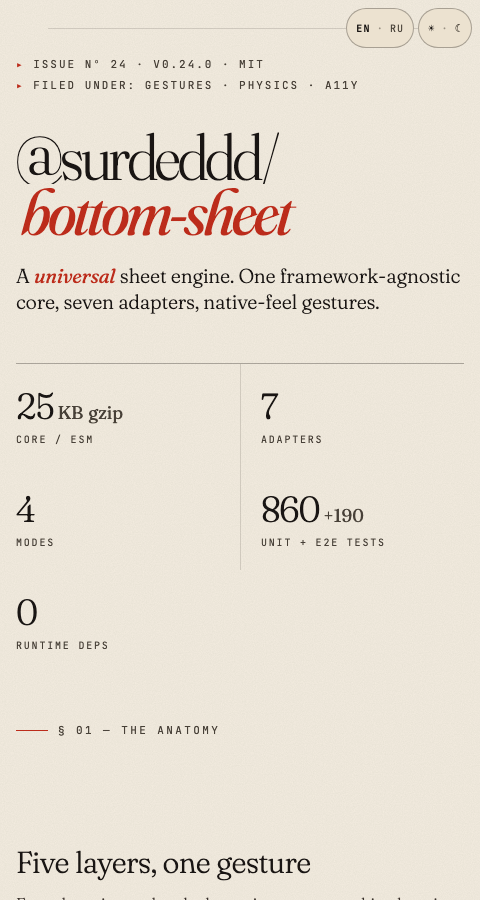 EN · RU ☀ · ☾
▸ ISSUE N° 24 · V0.24.0 · MIT
▸ FILED UNDER: GESTURES · PHYSICS · A11Y
@surdeddd/
bottom-sheet
A universal sheet engine. One framework-agnostic
core, seven adapters, native-feel gestures.
25 KB gzip
CORE / ESM
7
ADAPTERS
4
MODES
860 +190
UNIT + E2E TESTS
0
RUNTIME DEPS
§ 01 — THE ANATOMY
Five layers, one gesture